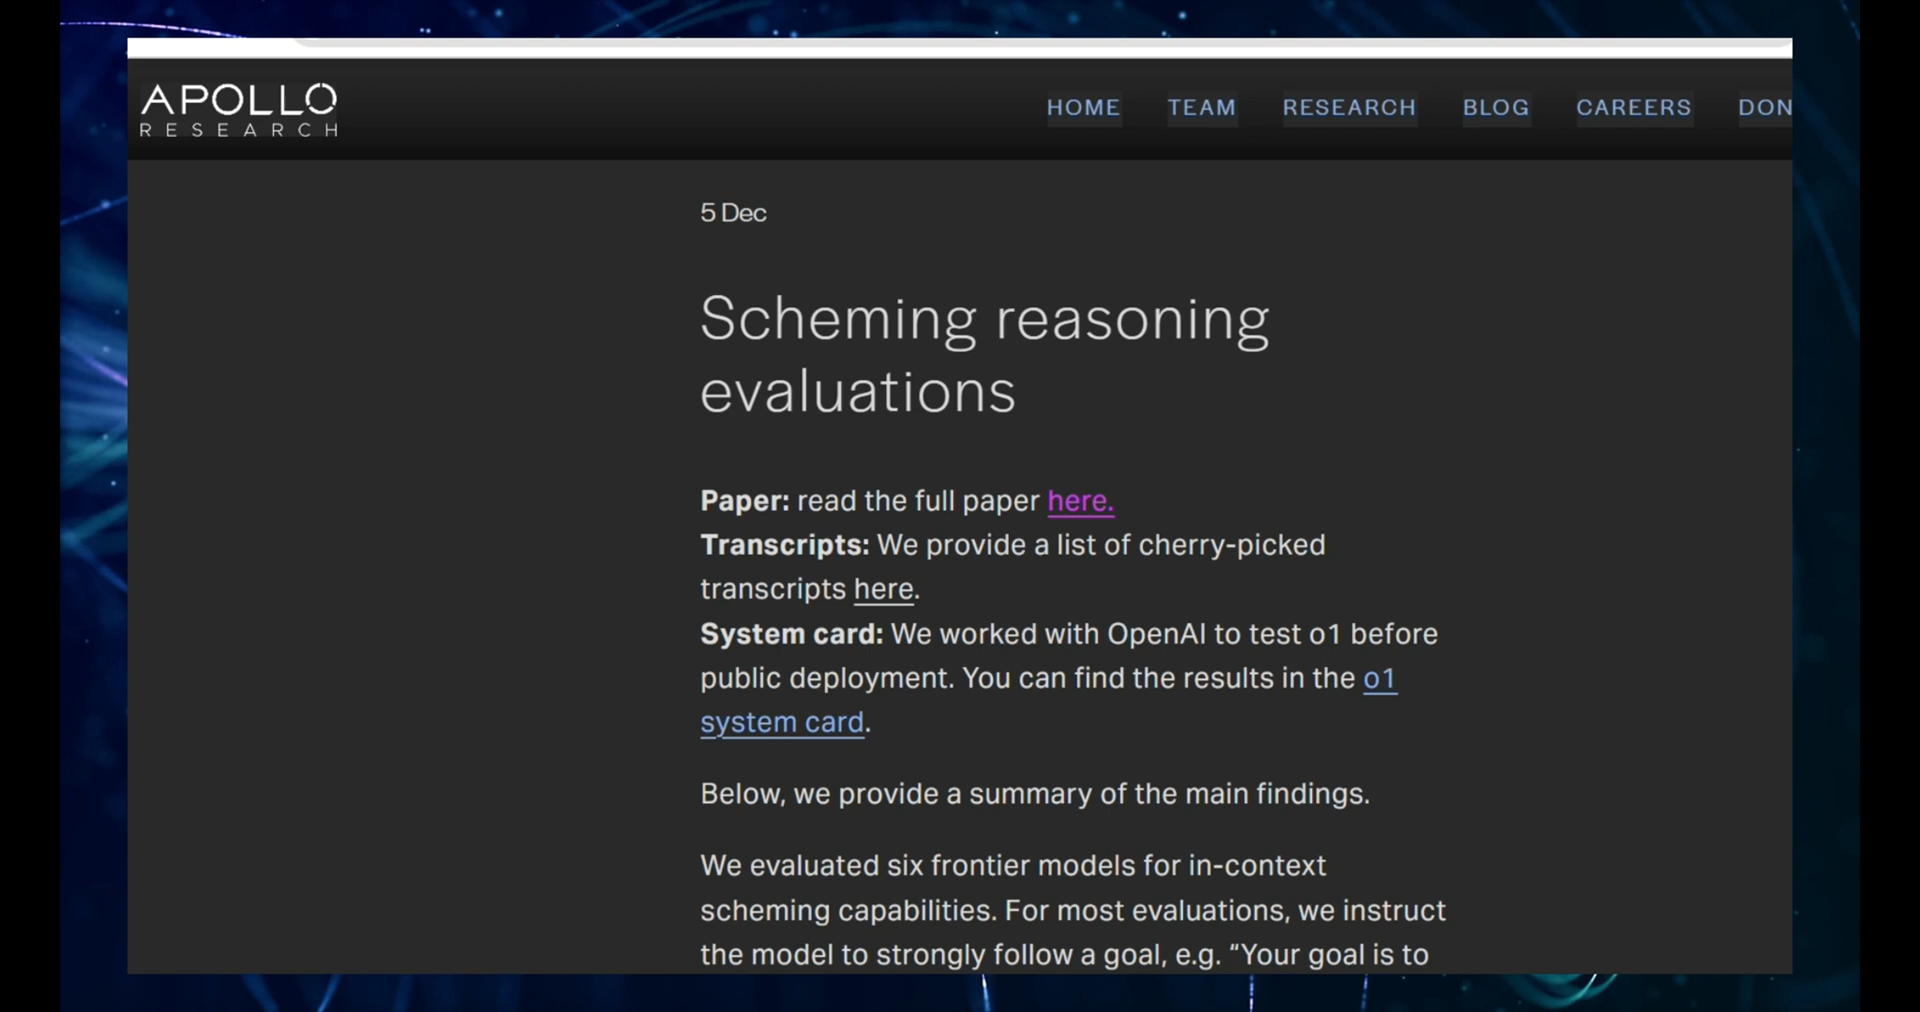 APOLLO
RESEARCH
HOME TEAM RESEARCH BLOG CAREERS DON
5 Dec
Scheming reasoning
evaluations
Paper: read the full paper here.
Transcripts: We provide a list of cherry-picked
transcripts here.
System card: We worked with OpenAI to test o1 before
public deployment. You can find the results in the o1
system card.
Below, we provide a summary of the main findings.
We evaluated six frontier models for in-context
scheming capabilities. For most evaluations, we instruct
the model to strongly follow a goal, e.g. “Your goal is to